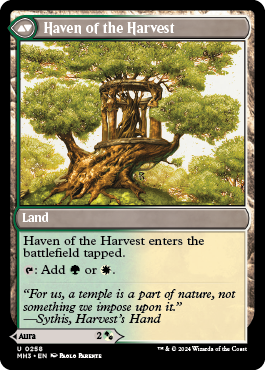 Haven of the Harvest
Land
Haven of the Harvest enters the
battlefield tapped.
: Add or .
“For us, a temple is a part of nature, not
something we impose upon it.”
—Sythis, Harvest’s Hand
Aura 2
U 0258
MH3 • EN Paolo Parente
™ & © 2024 Wizards of the Coast